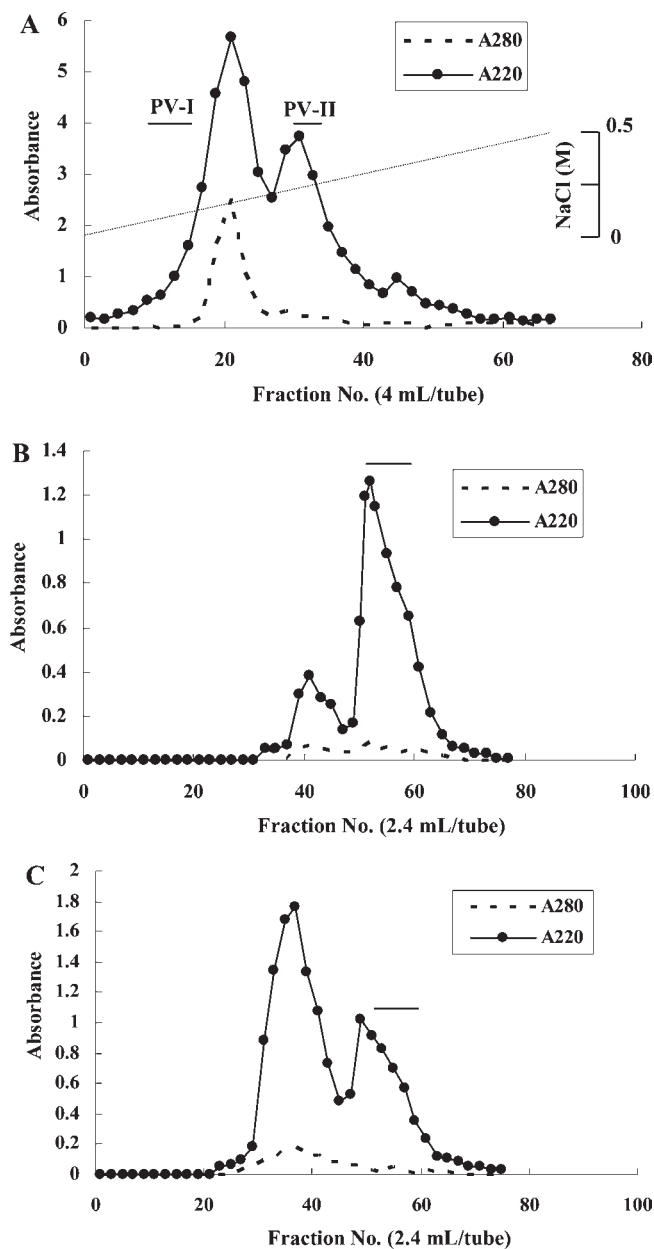 A
6
5
4
3
2
1
0
Absorbance
PV-I
PV-II
A280
A220
0.5
0
NaCl (M)
0
20
40
60
80
Fraction No. (4 mL/tube)
B
1.4
1.2
1
0.8
0.6
0.4
0.2
0
Absorbance
A280
A220
0
20
40
60
80
100
Fraction No. (2.4 mL/tube)
C
2
1.8
1.6
1.4
1.2
1
0.8
0.6
0.4
0.2
0
Absorbance
A280
A220
0
20
40
60
80
100
Fraction No. (2.4 mL/tube)